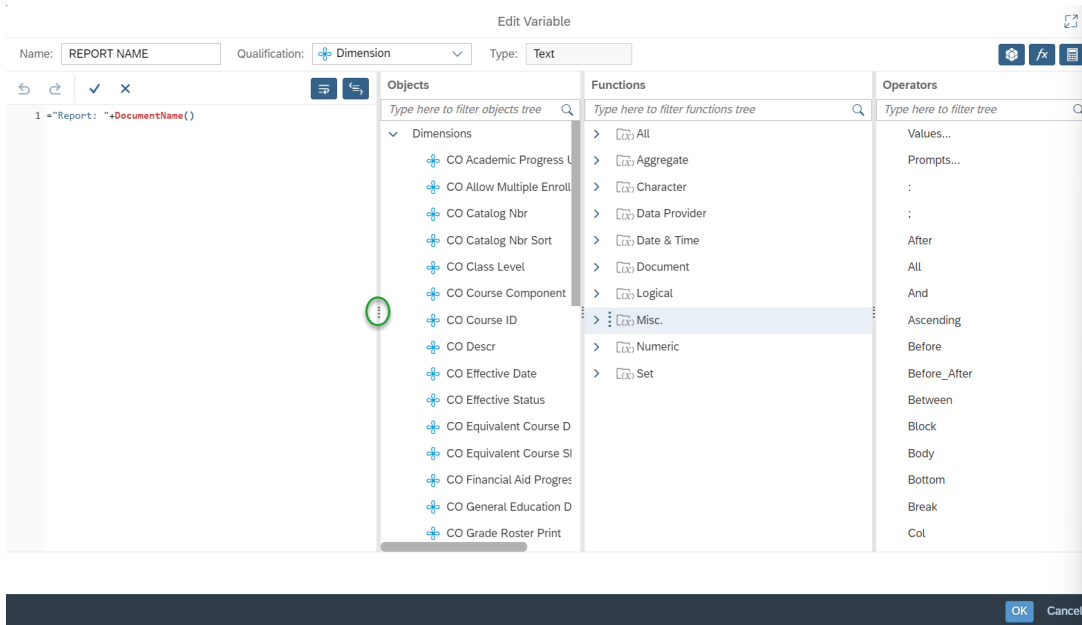 Edit Variable
Name: REPORT NAME Qualification: Dimension Type: Text
fx
Objects Functions Operators
Type here to filter objects tree Type here to filter functions tree Type here to filter tree
1 ="Report: "+DocumentName()
Dimensions (x) All Values...
CO Academic Progress U (x) Aggregate Prompts...
CO Allow Multiple Enroll (x) Character :
CO Catalog Nbr (x) Data Provider ;
CO Catalog Nbr Sort (x) Date & Time After
CO Class Level (x) Document All
CO Course Component (x) Logical And
CO Course ID (x) Misc. Ascending
CO Descr (x) Numeric Before
CO Effective Date (x) Set Before_After
CO Effective Status Between
CO Equivalent Course D Block
CO Equivalent Course Sl Body
CO Financial Aid Progres Bottom
CO General Education D Break
CO Grade Roster Print Col
OK Cancel